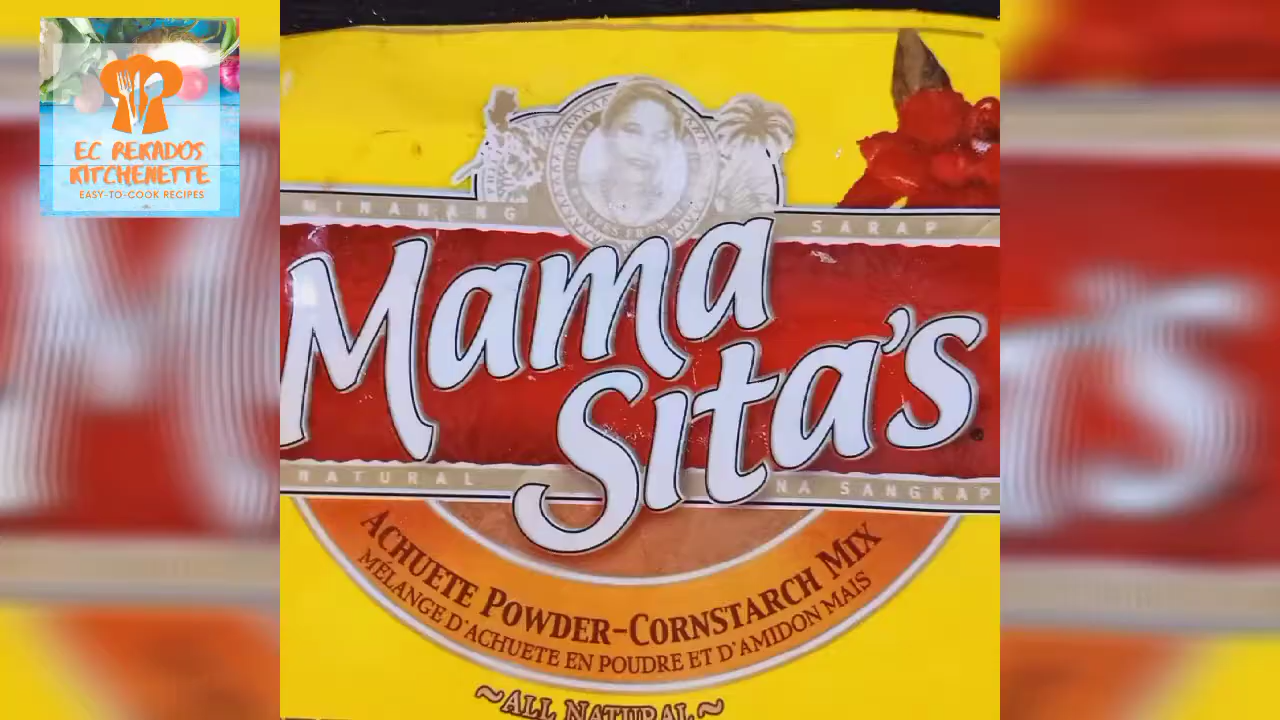 EC REKADOS
KITCHENETTE
EASY-TO-COOK RECIPES
MINANANG
SARAP
Mama
Sita's
NATURAL
NA SANGKAP
ACHUETE POWDER-CORNSTARCH MIX
MÉLANGE D'ACHUETE EN POUDRE ET D'AMIDON MAIS
~ALL NATURAL~